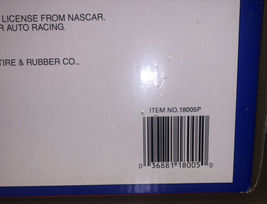 LICENSE FROM NASCAR.
AUTO RACING.
TIRE & RUBBER CO.,
ITEM NO.18005P
0 36881 18005 0